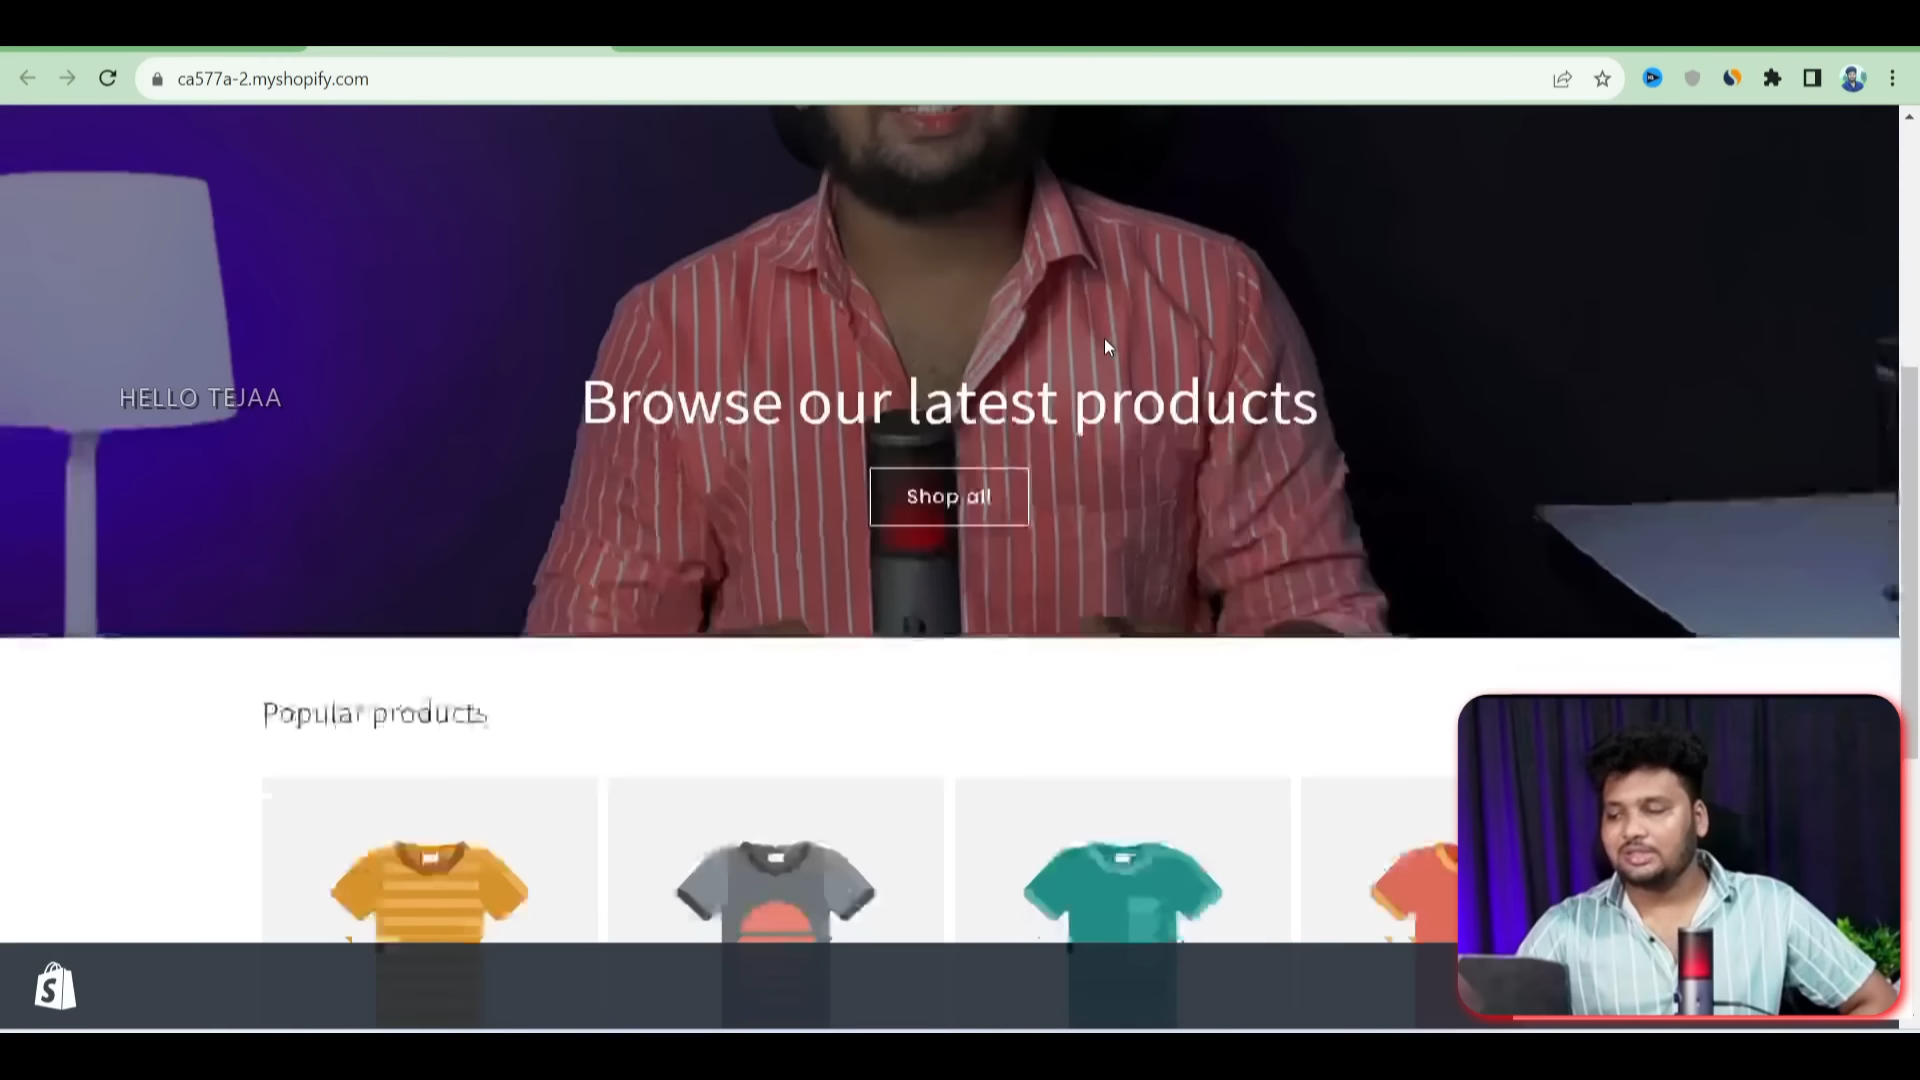 ca577a-2.myshopify.com
HELLO TEJAA
Browse our latest products
Shop all
Popular products